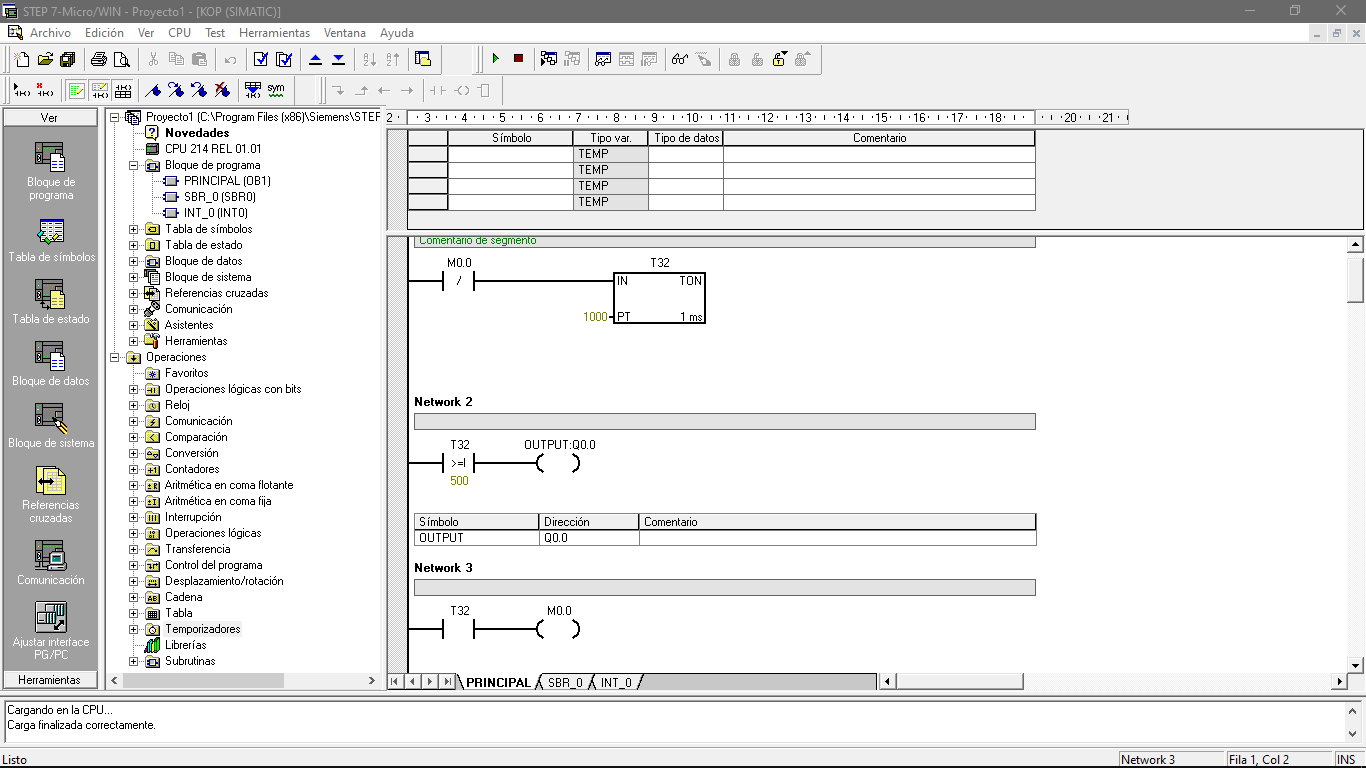 STEP 7-Micro/WIN - Proyecto1 - [KOP (SIMATIC)]
Archivo Edición Ver CPU Test Herramientas Ventana Ayuda
sym
Ver
Bloque de
programa
Tabla de símbolos
Tabla de estado
Bloque de datos
Bloque de sistema
Referencias
cruzadas
Comunicación
Ajustar interface
PG/PC
Herramientas
Proyecto1 (C:\Program Files (x86)\Siemens\STEP
Novedades
CPU 214 REL 01.01
Bloque de programa
PRINCIPAL (OB1)
SBR_0 (SBR0)
INT_0 (INT0)
Tabla de símbolos
Tabla de estado
Bloque de datos
Bloque de sistema
Referencias cruzadas
Comunicación
Asistentes
Herramientas
Operaciones
Favoritos
Operaciones lógicas con bits
Reloj
Comunicación
Comparación
Conversión
Contadores
Aritmética en coma flotante
Aritmética en coma fija
Interrupción
Operaciones lógicas
Transferencia
Control del programa
Desplazamiento/rotación
Cadena
Tabla
Temporizadores
Librerías
Subrutinas
2 3 4 5 6 7 8 9 10 11 12 13 14 15 16 17 18 20 21
Símbolo Tipo var. Tipo de datos Comentario
TEMP
TEMP
TEMP
TEMP
Comentario de segmento
M0.0 T32
/ IN TON
1000 PT 1 ms
Network 2
T32 OUTPUT:Q0.0
>=I
500
Símbolo Dirección Comentario
OUTPUT Q0.0
Network 3
T32 M0.0
PRINCIPAL SBR_0 INT_0
Cargando en la CPU...
Carga finalizada correctamente.
Listo Network 3 Fila 1, Col 2 INS